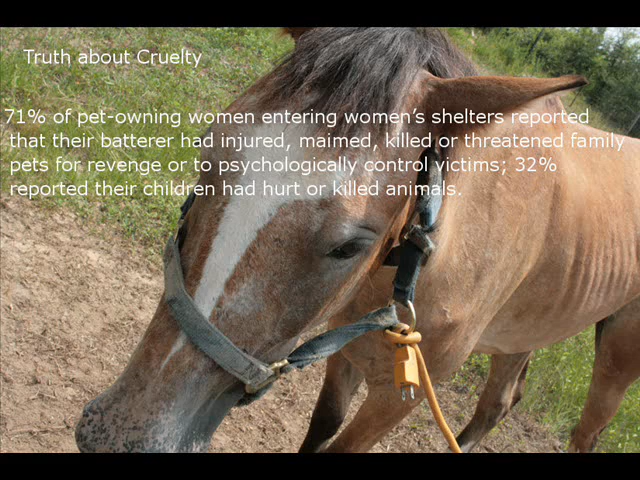 Truth about Cruelty
71% of pet-owning women entering women's shelters reported
that their batterer had injured, maimed, killed or threatened family
pets for revenge or to psychologically control victims; 32%
reported their children had hurt or killed animals.